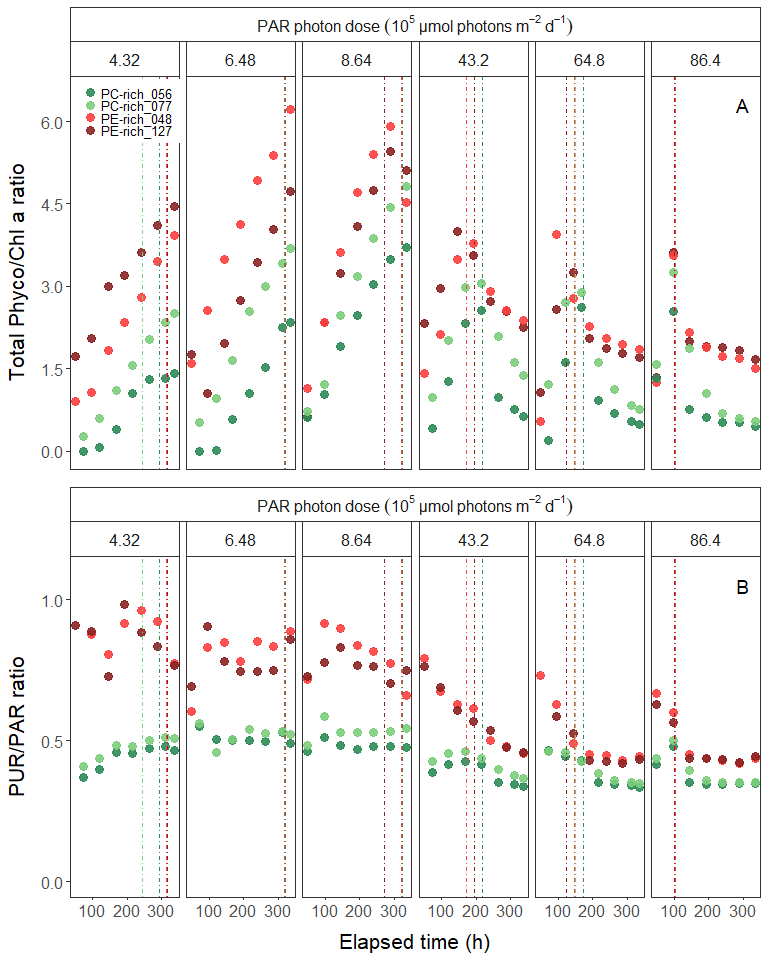 PAR photon dose (10⁵ µmol photons m⁻² d⁻¹)
4.32 6.48 8.64 43.2 64.8 86.4
PC-rich_056
PC-rich_077
PE-rich_048
PE-rich_127
A
Total Phyco/Chl a ratio
6.0
4.5
3.0
1.5
0.0
PAR photon dose (10⁵ µmol photons m⁻² d⁻¹)
4.32 6.48 8.64 43.2 64.8 86.4
B
PUR/PAR ratio
1.0
0.5
0.0
100 200 300 100 200 300 100 200 300 100 200 300 100 200 300 100 200 300
Elapsed time (h)